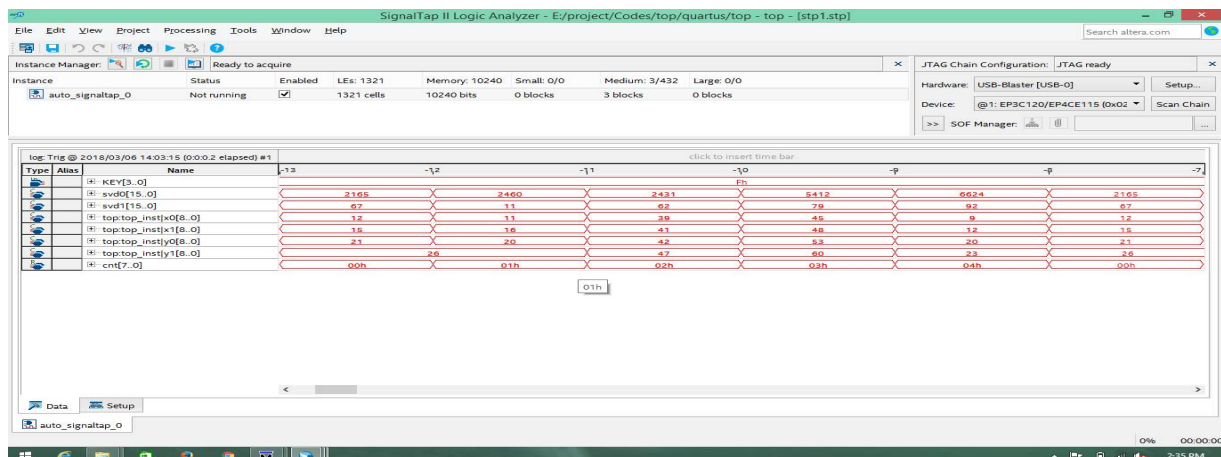 SignalTap II Logic Analyzer - E:/project/Codes/top/quartus/top - top - [stp1.stp]
File Edit View Project Processing Tools Window Help
Search altera.com
Instance Manager: Ready to acquire
JTAG Chain Configuration: JTAG ready
Instance Status Enabled LEs: 1321 Memory: 10240 Small: 0/0 Medium: 3/432 Large: 0/0
auto_signaltap_0 Not running 1321 cells 10240 bits 0 blocks 3 blocks 0 blocks
Hardware: USB-Blaster [USB-0] Setup...
Device: @1: EP3C120/EP4CE115 (0x02 Scan Chain
>> SOF Manager: ...
log: Trig @ 2018/03/06 14:03:15 (0:0:0.2 elapsed) #1 click to insert time bar
Type Alias Name -13 -12 -11 -10 -9 -8 -7
KEY[3..0] Fh
svd0[15..0] 2165 2460 2431 5412 6624 2165
svd1[15..0] 67 11 62 79 92 67
top:top_inst|x0[8..0] 12 11 39 45 9 12
top:top_inst|x1[8..0] 15 16 41 48 12 15
top:top_inst|y0[8..0] 21 20 42 53 20 21
top:top_inst|y1[8..0] 26 47 60 23 26
cnt[7..0] 00h 01h 02h 03h 04h 00h
01h
Data Setup
auto_signaltap_0
0% 00:00:00
2:35 PM